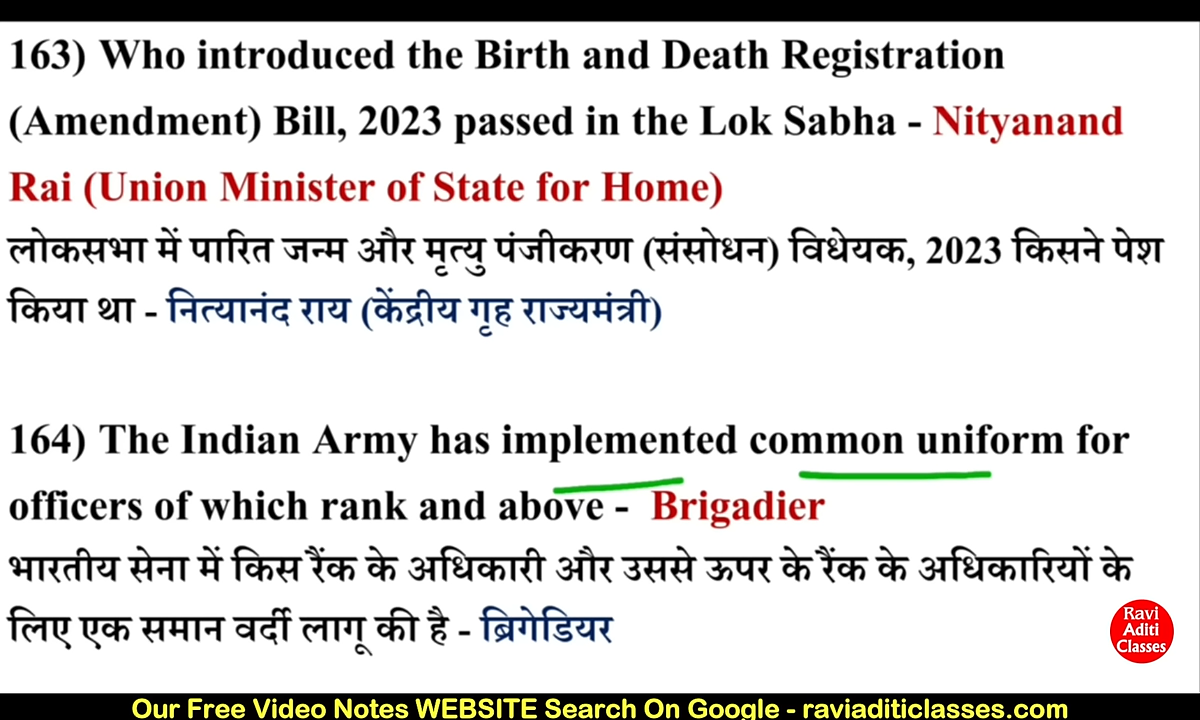 163) Who introduced the Birth and Death Registration
(Amendment) Bill, 2023 passed in the Lok Sabha - Nityanand
Rai (Union Minister of State for Home)
लोकसभा में पारित जन्म और मृत्यु पंजीकरण (संसोधन) विधेयक, 2023 किसने पेश
किया था - नित्यानंद राय (केंद्रीय गृह राज्यमंत्री)
164) The Indian Army has implemented common uniform for
officers of which rank and above - Brigadier
भारतीय सेना में किस रैंक के अधिकारी और उससे ऊपर के रैंक के अधिकारियों के
लिए एक समान वर्दी लागू की है - ब्रिगेडियर
Ravi
Aditi
Classes
Our Free Video Notes WEBSITE Search On Google - raviaditiclasses.com